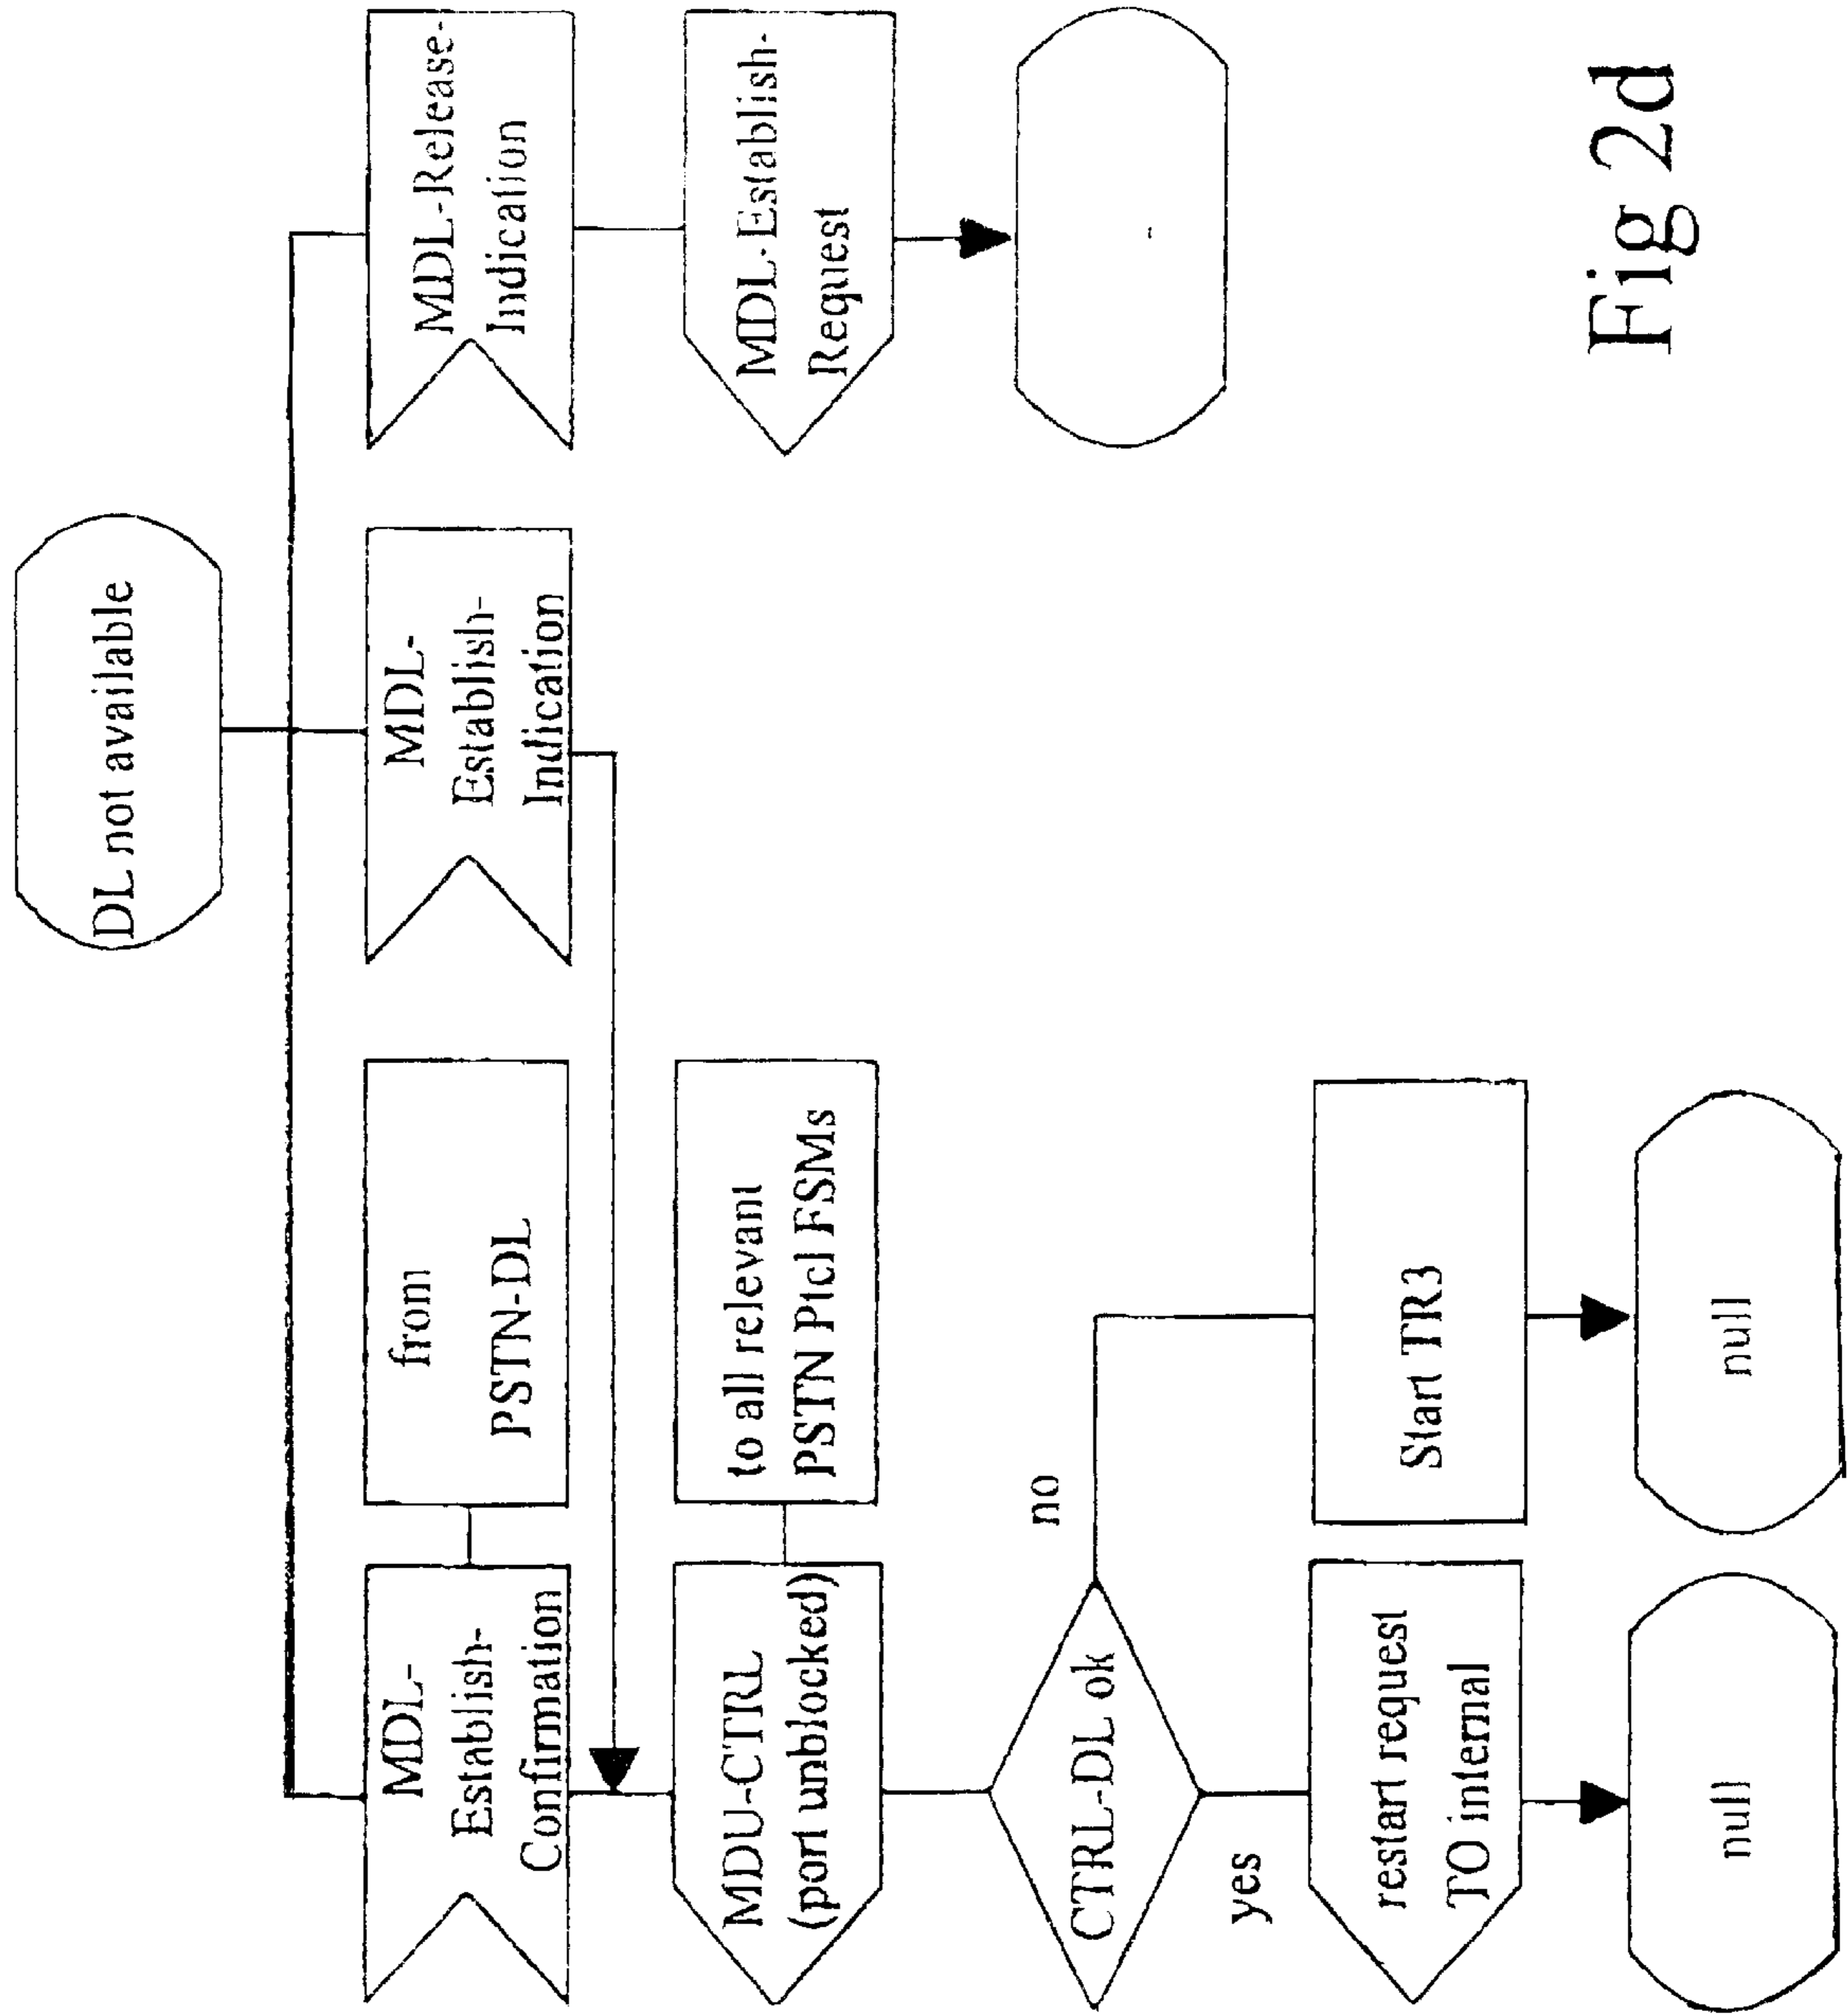 DL not available
MDL-
Establish-
Confirmation
from
PSTN-DL
MDL-
Establish-
Indication
MDL-Release-
Indication
MDU-CTRL
(port unblocked)
to all relevant
PSTN Ptcl FSMs
MDL-Establish-
Request
-
CTRL-DL ok
no
yes
restart request
TO internal
Start TR3
null
null
Fig 2d